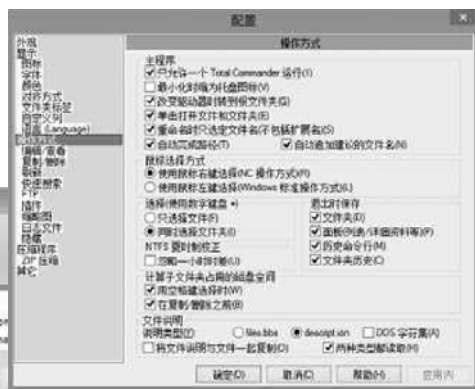 配置
外观
显示
图标
字体
颜色
对齐方式
文件夹标签
自定义列
语言 (Language)
编辑/查看
复制/删除
刷新
快速搜索
FTP
插件
缩略图
日志文件
隐藏
压缩程序
ZIP 压缩
其它
操作方式
主程序
只允许一个 Total Commander 运行(1)
最小化时缩为托盘图标(V)
改变驱动器时转到根文件夹(G)
单击打开文件和文件夹(E)
重命名时只选定文件名(不包括扩展名)(S)
自动完成路径(T)
自动追加建议的文件名(N)
鼠标选择方式
使用鼠标右键选择(NC 操作方式)(R)
使用鼠标左键选择(Windows 标准操作方式)(L)
选择(使用数字键盘 +)
只选择文件(F)
同时选择文件夹(I)
NTFS 夏时制校正
忽略一小时时差(U)
退出时保存
文件夹(D)
面板(列表/详细资料等)(P)
历史命令行(M)
文件夹历史(C)
计算子文件夹占用的磁盘空间
用空格键选择时(W)
在复制/删除之前(B)
文件说明
说明类型(Y)
files.bbs
descript.ion
DOS 字符集(A)
将文件说明与文件一起复制(O)
两种类型都读取(H)
确定(O)
取消(C)
帮助(H)
应用(A)